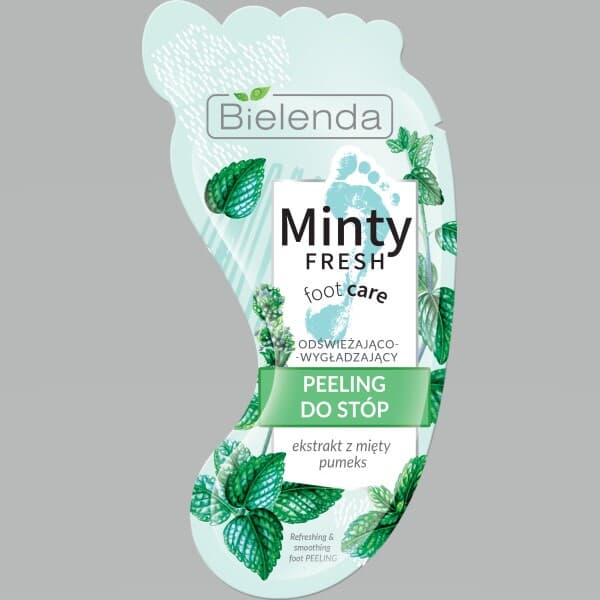 Bielenda
Minty
FRESH
foot care
ODŚWIEŻAJĄCO-
-WYGŁADZAJĄCY
PEELING
DO STÓP
ekstrakt z mięty
pumeks
Refreshing &
smoothing
foot PEELING